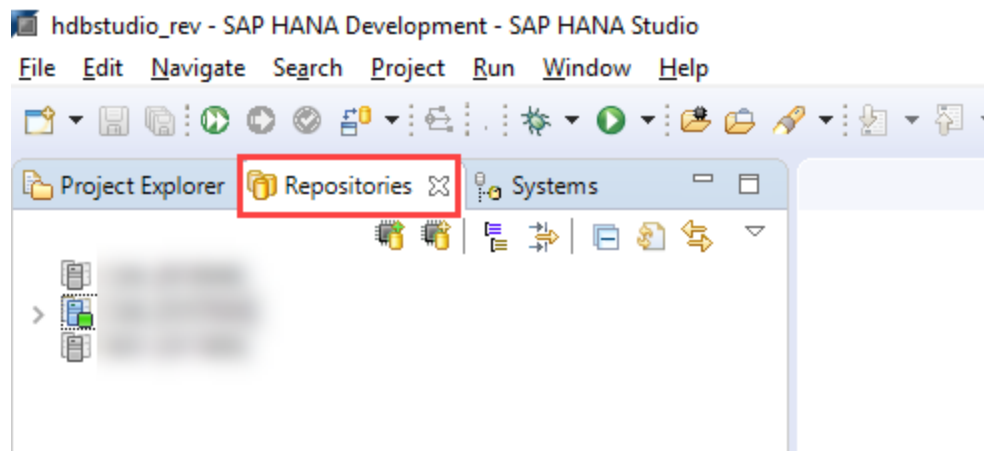 hdbstudio_rev - SAP HANA Development - SAP HANA Studio
File Edit Navigate Search Project Run Window Help
Project Explorer Repositories Systems